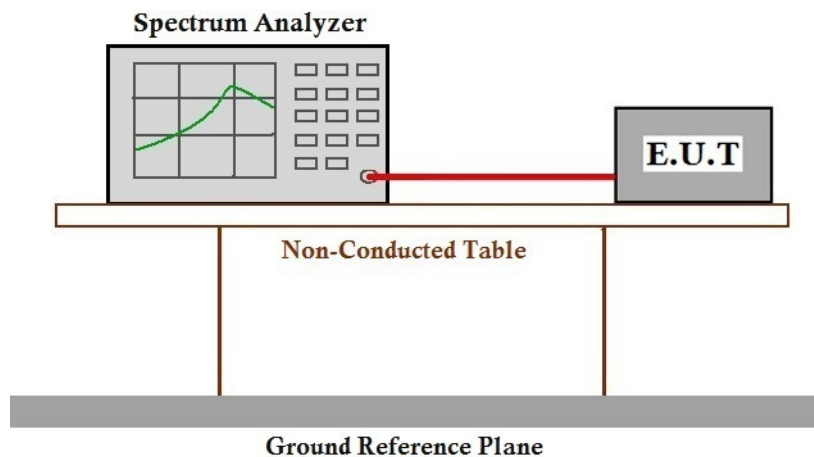 Spectrum Analyzer
E.U.T
Non-Conducted Table
Ground Reference Plane